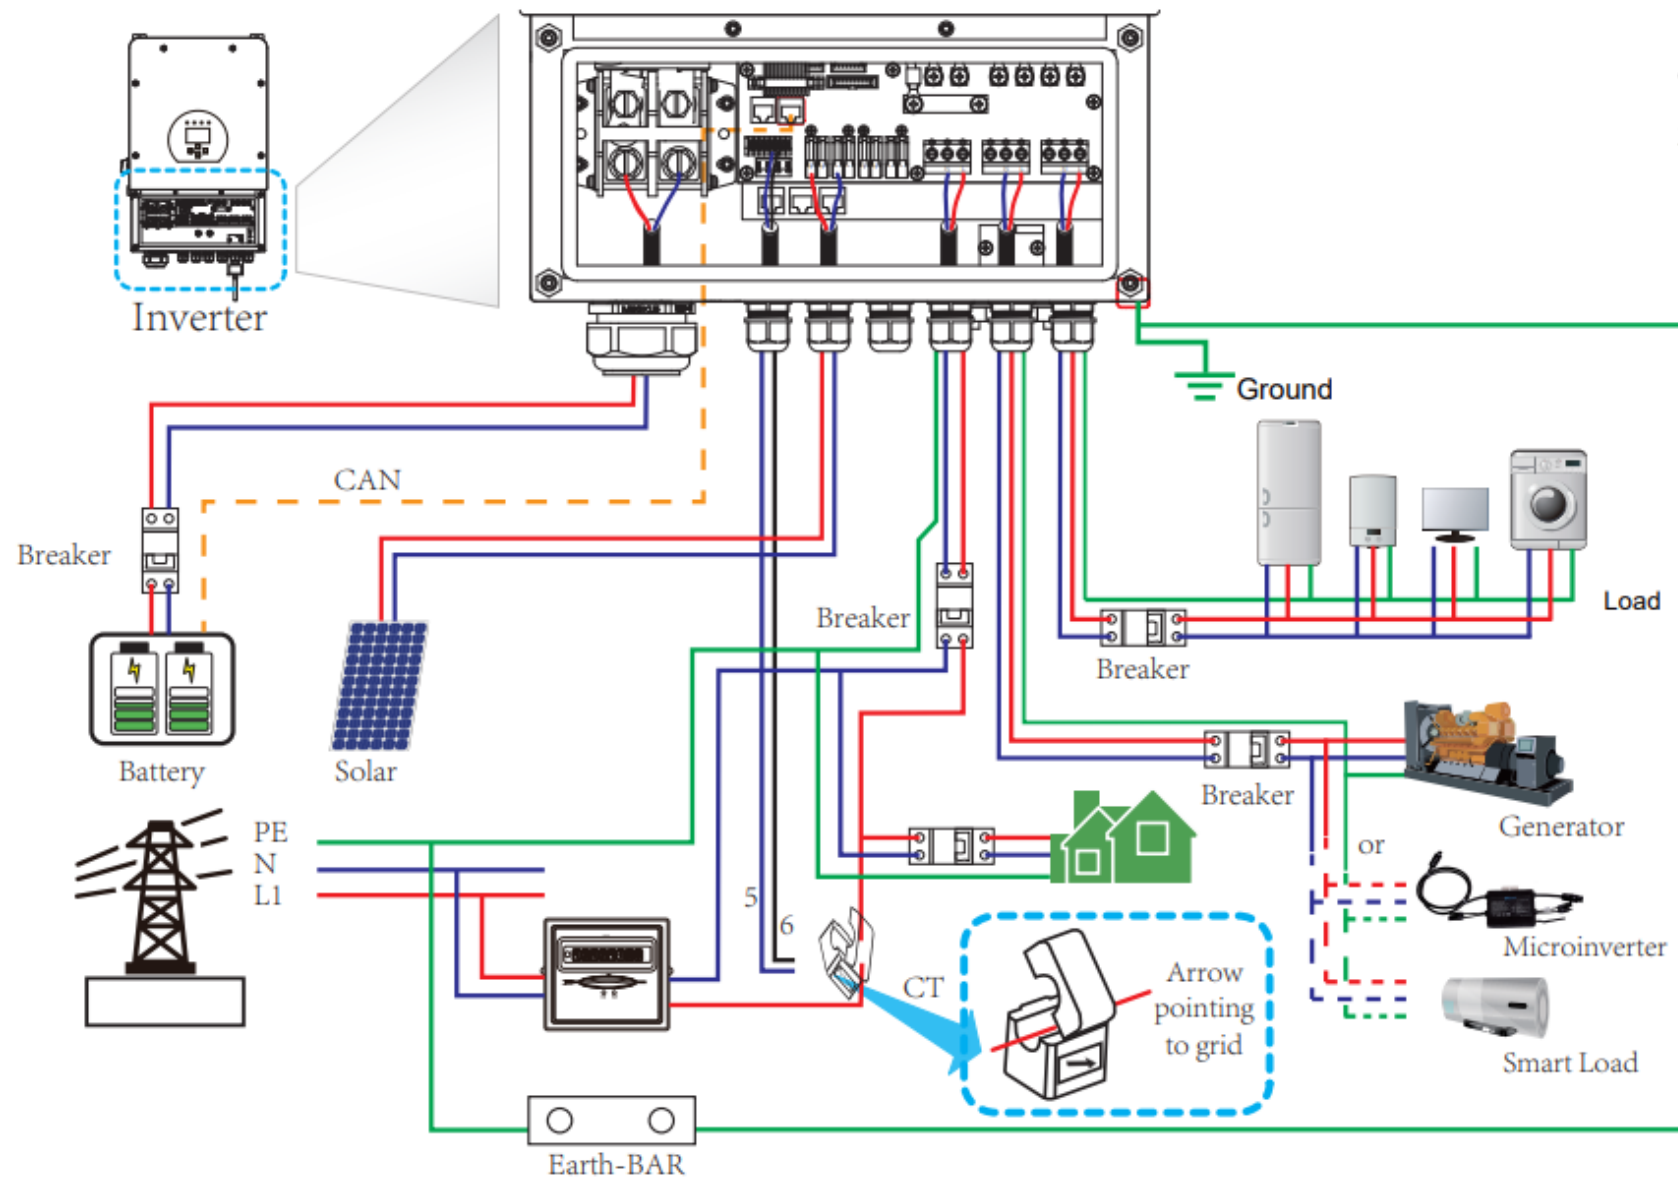 Inverter
Ground
CAN
Breaker
Load
Breaker
Breaker
Battery
Solar
Breaker
Generator
PE
N
L1
or
5
6
Microinverter
CT
Arrow
pointing
to grid
Smart Load
Earth-BAR